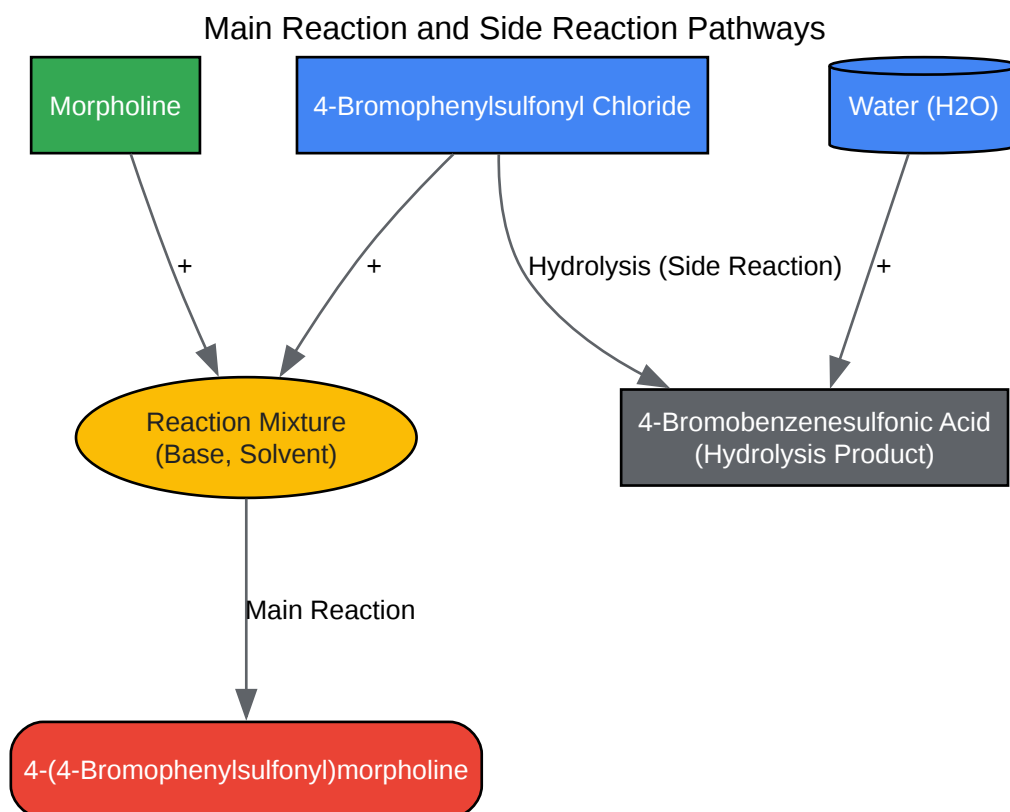 Main Reaction and Side Reaction Pathways
Morpholine
4-Bromophenylsulfonyl Chloride
Water (H2O)
+
+
Hydrolysis (Side Reaction)
+
Reaction Mixture
(Base, Solvent)
4-Bromobenzenesulfonic Acid
(Hydrolysis Product)
Main Reaction
4-(4-Bromophenylsulfonyl)morpholine